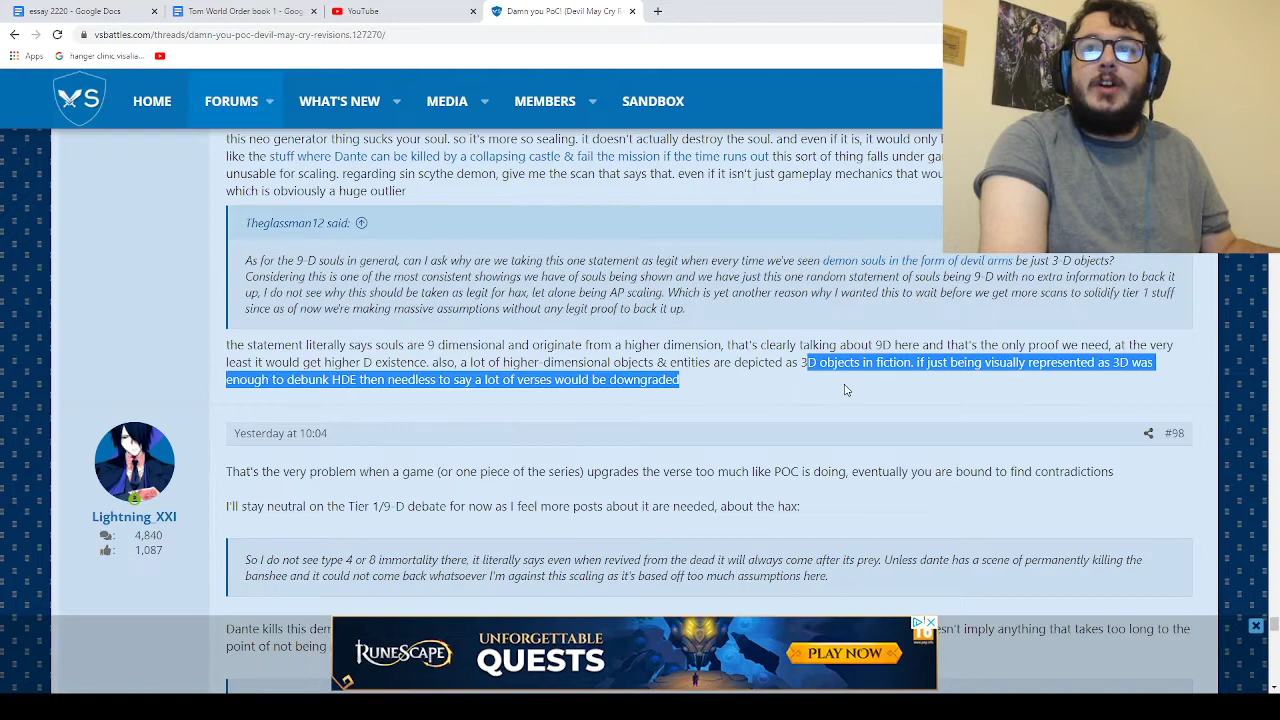 essay 2220 - Google Docs
Tom World Order book 1 - Goog
YouTube
Damn you PoC! (Devil May Cry R
vsbattles.com/threads/damn-you-poc-devil-may-cry-revisions.127270/
Apps
hanger clinic visalia...
VS
HOME
FORUMS
WHAT'S NEW
MEDIA
MEMBERS
SANDBOX
this neo generator thing sucks your soul. so it's more so sealing. it doesn't actually destroy the soul. and even if it is, it would only
like the stuff where Dante can be killed by a collapsing castle & fail the mission if the time runs out this sort of thing falls under
unusable for scaling. regarding sin scythe demon, give me the scan that says that. even if it isn't just gameplay mechanics that
which is obviously a huge outlier
Theglassman12 said:
As for the 9-D souls in general, can I ask why are we taking this one statement as legit when every time we've seen demon souls in the form of devil arms be just 3-D objects?
Considering this is one of the most constant showings we have of souls being shown and we have just this one random statement of souls being 9-D with no extra information to back it
up, I do not see why this should be taken as legit for hax, let alone being AP scaling. Which is yet another reason why I wanted this to wait before we get more scans to solidify tier 1 stuff
since as of now we're making massive assumptions without any legit proof to back it up.
the statement literally says souls are 9 dimensional and originate from a higher dimension, that's clearly talking about 9D here and that's the only proof we need, at the very
least it would get higher D existence. also, a lot of higher-dimensional objects & entities are depicted as 3D objects in fiction. if just being visually represented as 3D was
enough to debunk HDE then needless to say a lot of verses would be downgraded
Yesterday at 10:04
#98
That's the very problem when a game (or one piece of the series) upgrades the verse too much like POC is doing, eventually you are bound to find contradictions
Lightning_XXI
I'll stay neutral on the Tier 1/9-D debate for now as I feel more posts about it are needed, about the hax:
4,840
1,087
So I do not see type 4 or 8 immortality there, it literally says even when revived from the dead it will always come after its prey. Unless dante has a scene of permanently killing the
banshee and it could not come back whatsoever I'm against this scaling as it's based off too much assumptions here.
Dante kills this
doesn't imply anything that takes too long to the
point of not being
RUNESCAPE
UNFORGETTABLE
QUESTS
PLAY NOW